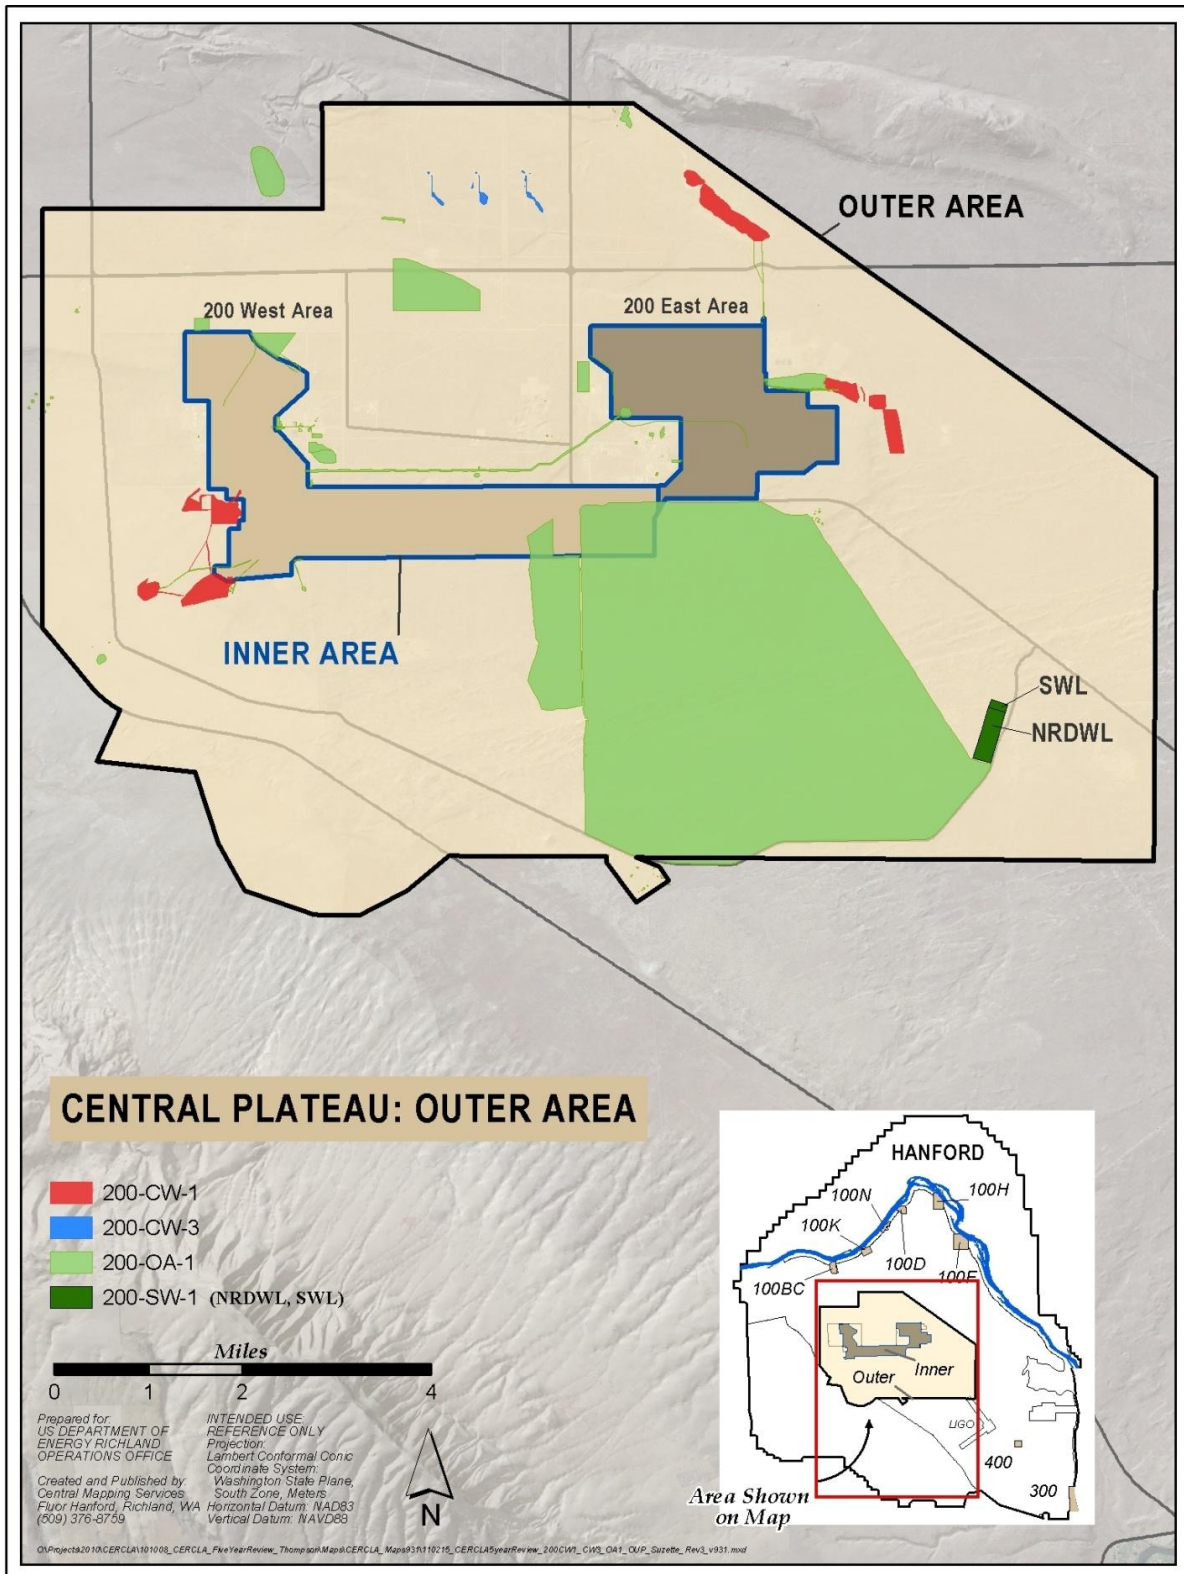 OUTER AREA
200 West Area
200 East Area
INNER AREA
SWL
NRDWL
CENTRAL PLATEAU: OUTER AREA
200-CW-1
200-CW-3
200-OA-1
200-SW-1 (NRDWL, SWL)
Miles
0 1 2 4
Prepared for:
US DEPARTMENT OF
ENERGY RICHLAND
OPERATIONS OFFICE
Created and Published by:
Central Mapping Services
Fluor Hanford, Richland, WA
(509) 376-8759
INTENDED USE:
REFERENCE ONLY
Projection:
Lambert Conformal Conic
Coordinate System:
Washington State Plane,
South Zone, Meters
Horizontal Datum: NAD83
Vertical Datum: NAVD88
N
HANFORD
100N
100H
100K
100D
100F
100BC
Inner
Outer
LIGO
400
300
Area Shown
on Map